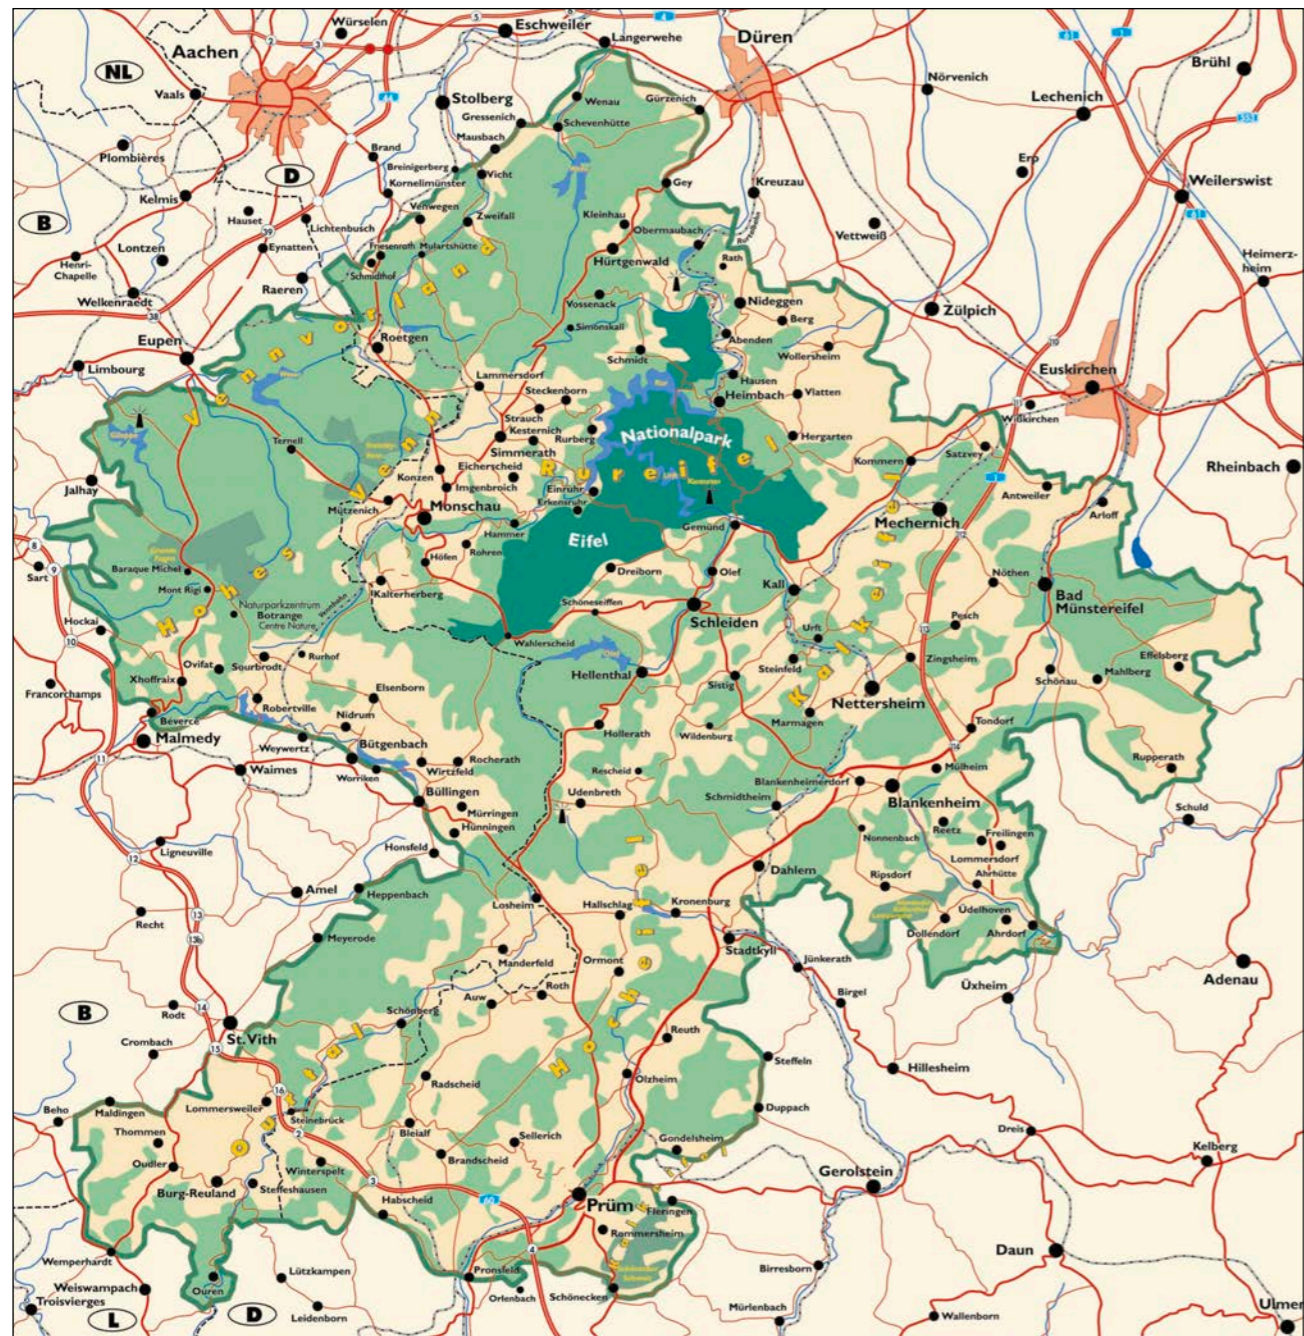 Würselen
Eschweiler
Langerwehe
Düren
Aachen
NL
Vaals
Stolberg
Wenau
Gürzenich
Nörvenich
Brühl
Lechenich
Gressenich
Schevenhütte
Mausbach
Plombières
Brand
Breinigerberg
Vicht
Erp
D
Kornelimünster
Gey
Kreuzau
Weilerswist
Kelmis
B
Hauset
Lichtenbusch
Venwegen
Zweifall
Kleinhau
Obermaubach
Vettweiß
Lontzen
Eynatten
Friesenrath
Mulartshütte
Hürtgenwald
Rath
Henri-
Chapelle
Schmidthof
Heimerz-
heim
Raeren
Welkenraedt
Vossenack
Nideggen
Berg
Zülpich
Simonskall
Eupen
Roetgen
Abenden
Schmidt
Wollersheim
Limbourg
Lammersdorf
Hausen
Euskirchen
Steckenborn
Heimbach
Vlatten
Strauch
Wißkirchen
Kesternich
Rurberg
Nationalpark
Hergarten
Ternell
Simmerath
Satzvey
Kommern
Rheinbach
Konzen
Eicherscheid
Imgenbroich
Einruhr
Jalhay
Erkensruhr
Antweiler
Mützenich
Monschau
Mechernich
Arloff
Hammer
Gemünd
Eifel
Rohren
Höfen
Sart
Baraque Michel
Dreiborn
Olef
Nöthen
Kall
Bad
Münstereifel
Mont Rigi
Kalterherberg
Naturparkzentrum
Botrange
Centre Nature
Schöneseiffen
Schleiden
Pesch
Hockai
Wahlerscheid
Urft
Effelsberg
Ovifat
Sourbrodt
Rurhof
Steinfeld
Zingsheim
Mahlberg
Xhoffraix
Hellenthal
Sistig
Schönau
Francorchamps
Elsenborn
Robertville
Nettersheim
Bévercé
Nidrum
Marmagen
Malmedy
Weywertz
Bütgenbach
Hollerath
Wildenburg
Tondorf
Waimes
Worriken
Wirtzfeld
Rocherath
Rescheid
Blankenheimerdorf
Mülheim
Rupperath
Büllingen
Mürringen
Udenbreth
Schmidtheim
Blankenheim
Schuld
Hünningen
Nonnenbach
Reetz
Freilingen
Ligneuville
Honsfeld
Lommersdorf
Amel
Heppenbach
Dahlem
Ripsdorf
Ahrhütte
Losheim
Hallschlag
Kronenburg
Recht
Üdelhoven
Dollendorf
Ahrdorf
Meyerode
Stadtkyll
Manderfeld
Ormont
Jünkerath
Adenau
Auw
Roth
Birgel
Üxheim
B
Rodt
Schönberg
St.Vith
Reuth
Crombach
Steffeln
Hillesheim
Olzheim
Radscheid
Beho
Maldingen
Lommersweiler
Duppach
Steinebrück
Thommen
Bleialf
Sellerich
Dreis
Gondelsheim
Oudler
Winterspelt
Brandscheid
Kelberg
Gerolstein
Burg-Reuland
Steffeshausen
Habscheid
Prüm
Fleringen
Rommersheim
Wemperhardt
Daun
Birresborn
Ouren
Lützkampen
Pronsfeld
Weiswampach
Orlenbach
Schönecken
Troisvierges
L
D
Leidenborn
Mürlenbach
Wallenborn
Ulmen
Vennvorland
Hohes Venn
Rureifel
Kalkeifel
Hocheifel
Ourtal